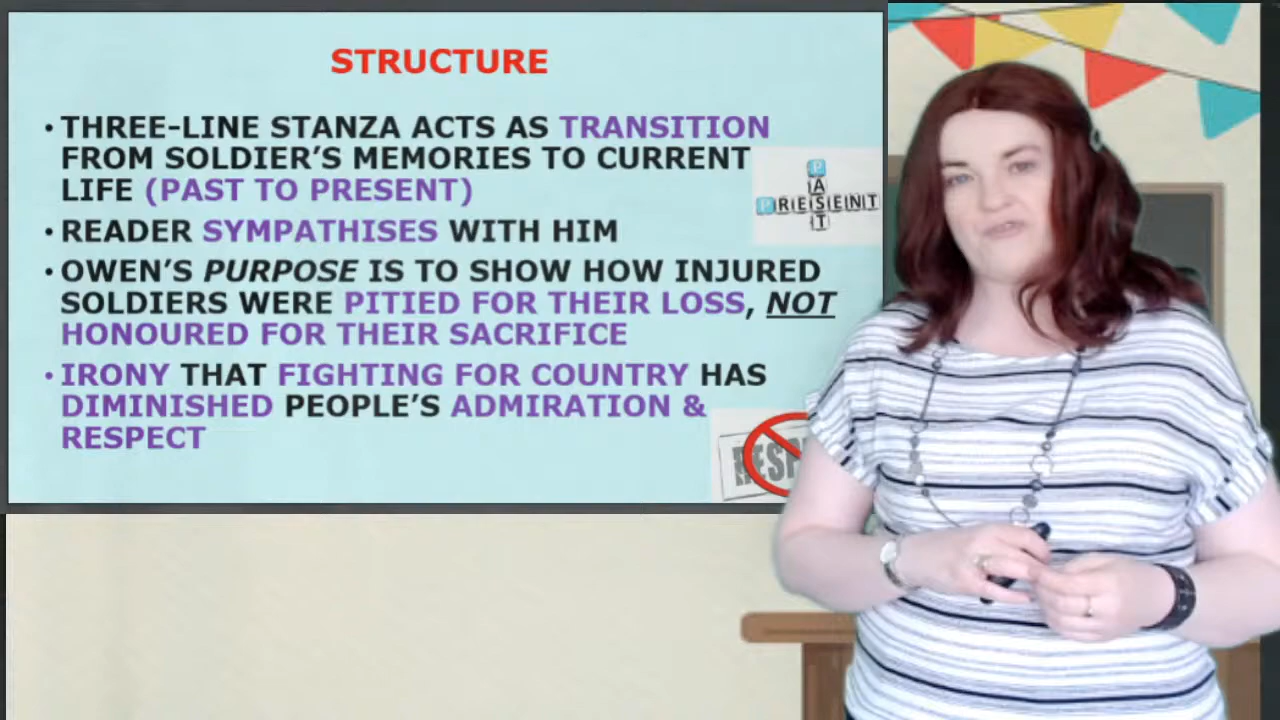 STRUCTURE
• THREE-LINE STANZA ACTS AS TRANSITION
FROM SOLDIER'S MEMORIES TO CURRENT
LIFE (PAST TO PRESENT)
PAST
PRESENT
• READER SYMPATHISES WITH HIM
• OWEN'S PURPOSE IS TO SHOW HOW INJURED
SOLDIERS WERE PITIED FOR THEIR LOSS, NOT
HONOURED FOR THEIR SACRIFICE
• IRONY THAT FIGHTING FOR COUNTRY HAS
DIMINISHED PEOPLE'S ADMIRATION &
RESPECT